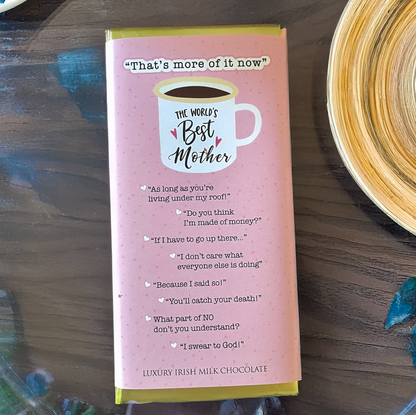 "That's more of it now"
THE WORLD'S
Best
Mother
"As long as you're
living under my roof!"
"Do you think
I'm made of money?"
"If I have to go up there..."
"I don't care what
everyone else is doing"
"Because I said so!"
"You'll catch your death!"
What part of NO
don't you understand?
"I swear to God!"
LUXURY IRISH MILK CHOCOLATE